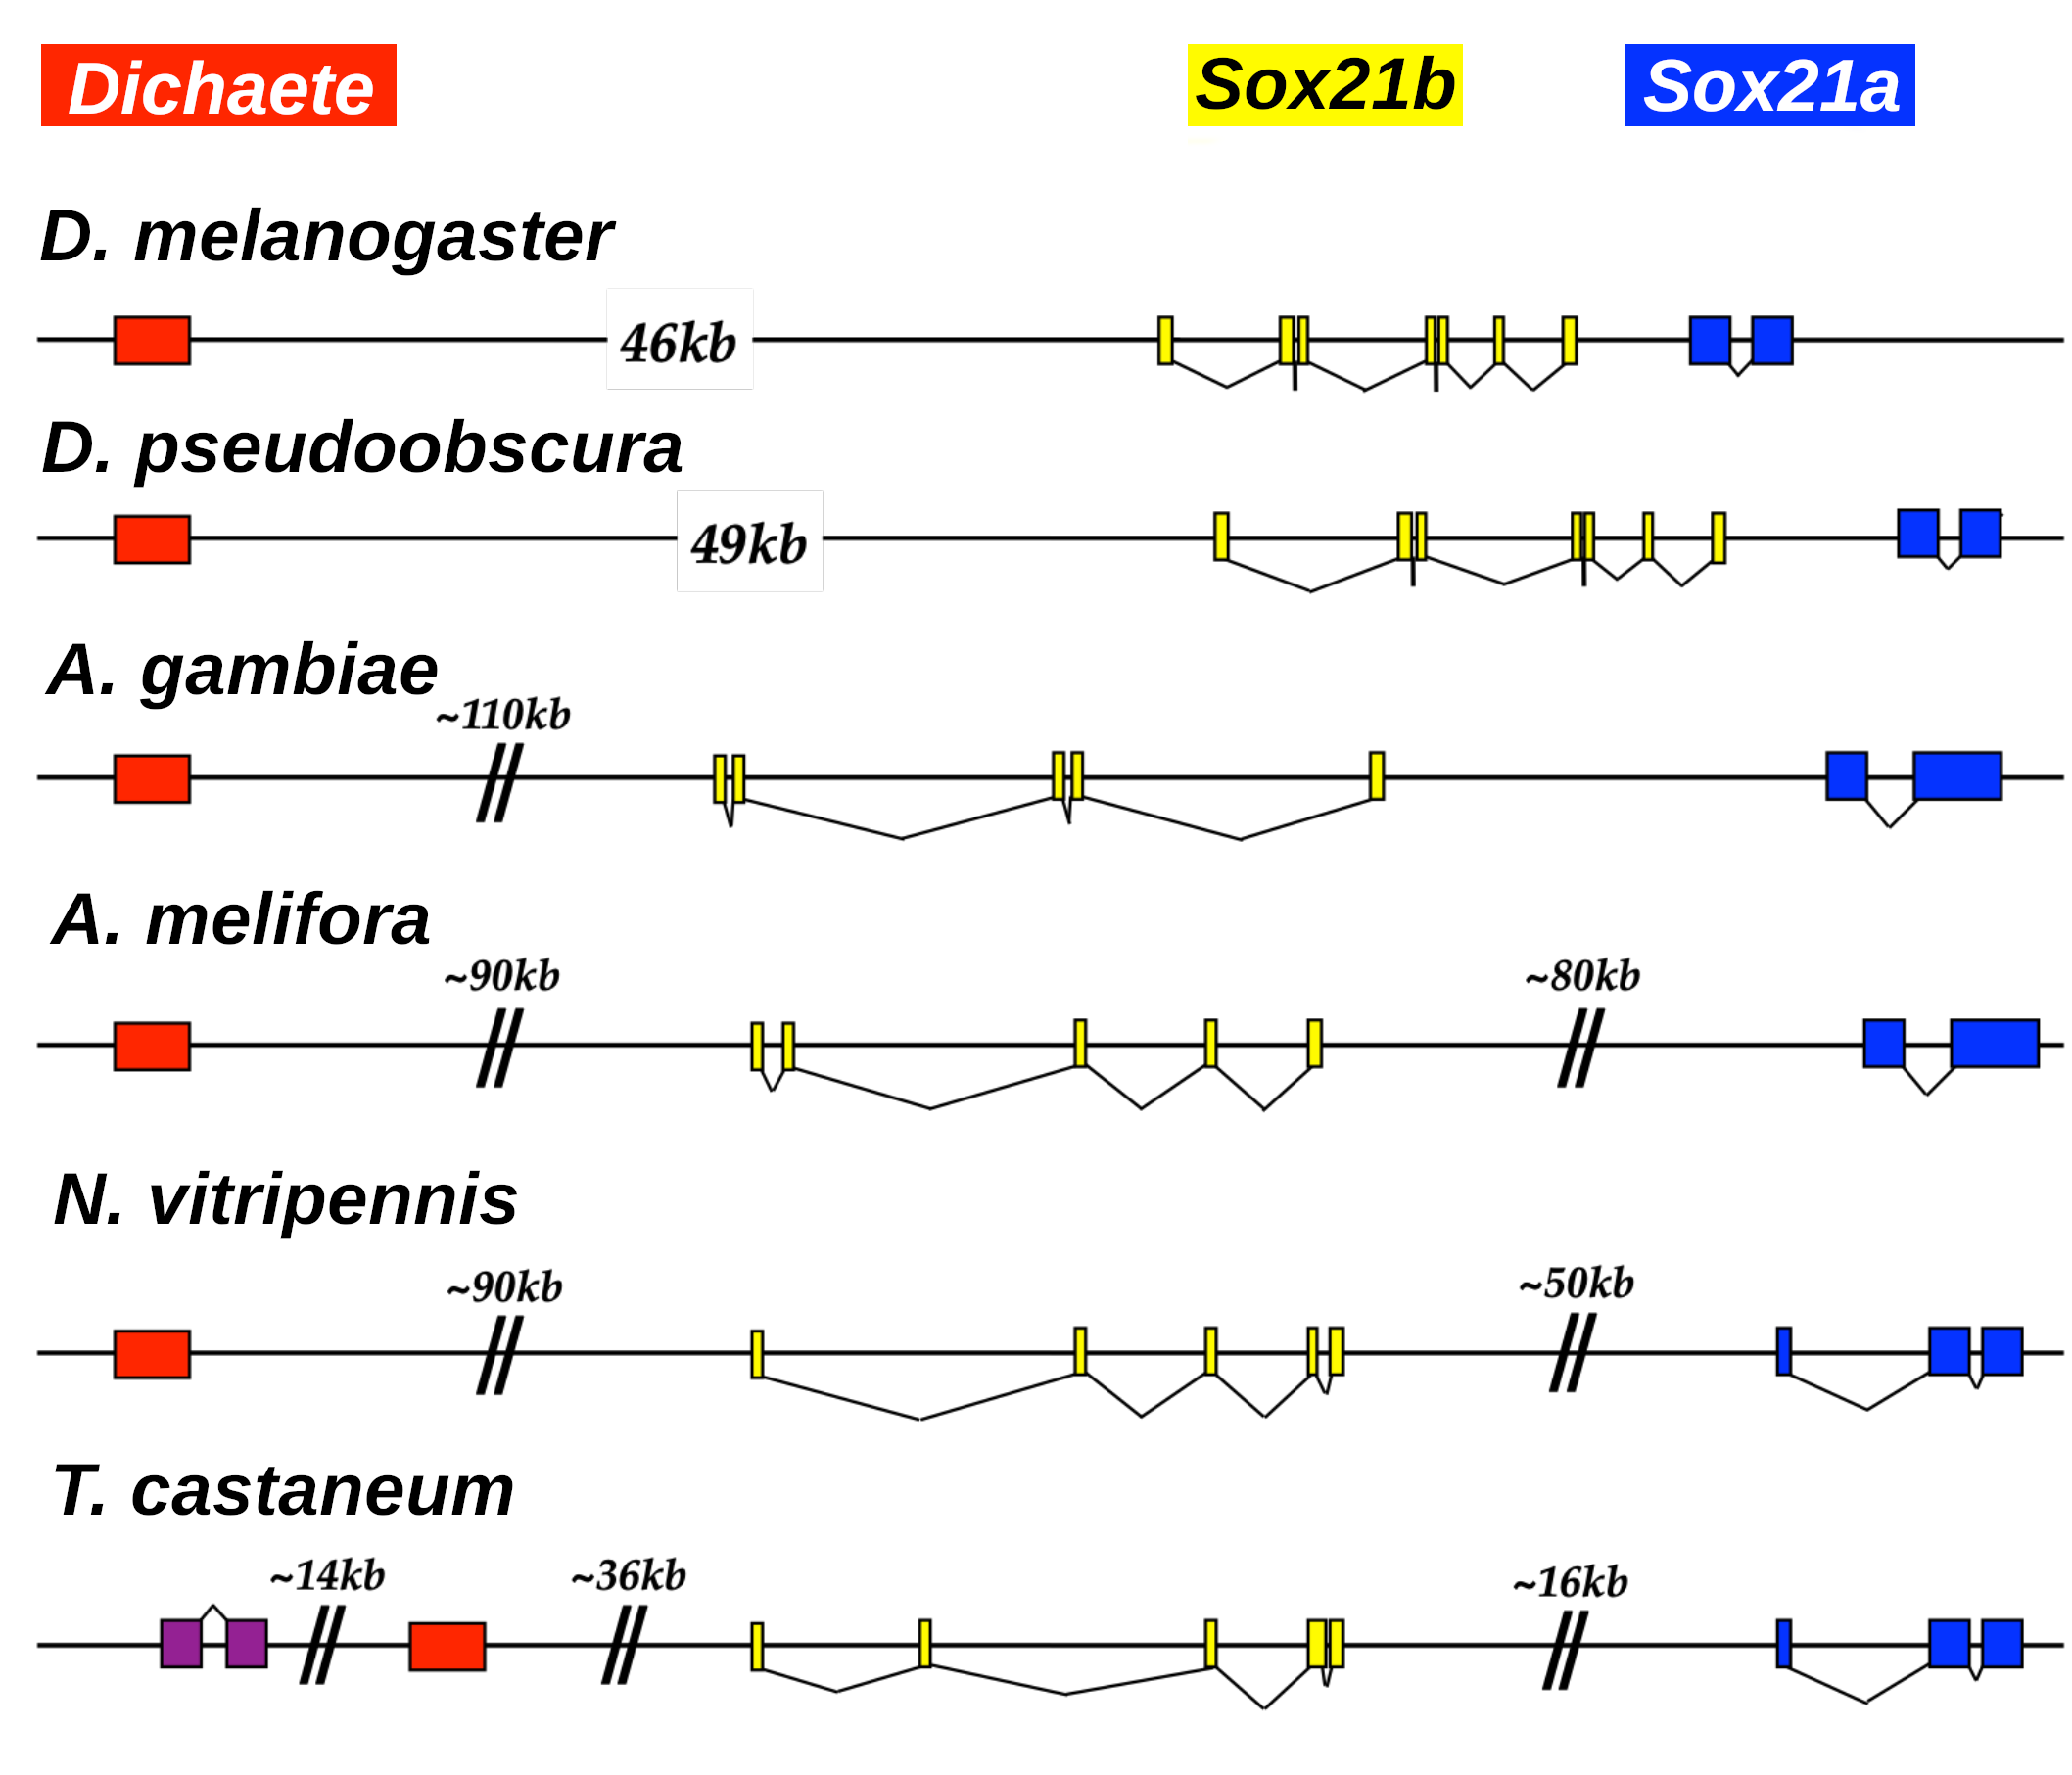 Dichaete Sox21b Sox21a
D. melanogaster
46kb
D. pseudoobscura
49kb
A. gambiae
~110kb
A. melifora
~90kb ~80kb
N. vitripennis
~90kb ~50kb
T. castaneum
~14kb ~36kb ~16kb